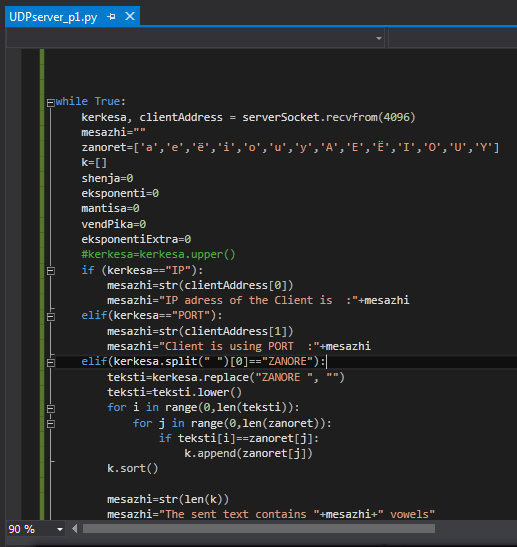 UDPserver_p1.py
while True:
    kerkesa, clientAddress = serverSocket.recvfrom(4096)
    mesazhi=""
    zanoret=['a','e','ë','i','o','u','y','A','E','Ë','I','O','U','Y']
    k=[]
    shenja=0
    eksponenti=0
    mantisa=0
    vendPika=0
    eksponentiExtra=0
    #kerkesa=kerkesa.upper()
    if (kerkesa=="IP"):
        mesazhi=str(clientAddress[0])
        mesazhi="IP adress of the Client is  :"+mesazhi
    elif(kerkesa=="PORT"):
        mesazhi=str(clientAddress[1])
        mesazhi="Client is using PORT  :"+mesazhi
    elif(kerkesa.split(" ")[0]=="ZANORE"):
        teksti=kerkesa.replace("ZANORE ", "")
        teksti=teksti.lower()
        for i in range(0,len(teksti)):
            for j in range(0,len(zanoret)):
                if teksti[i]==zanoret[j]:
                    k.append(zanoret[j])
        k.sort()
        mesazhi=str(len(k))
        mesazhi="The sent text contains "+mesazhi+" vowels"
90 %